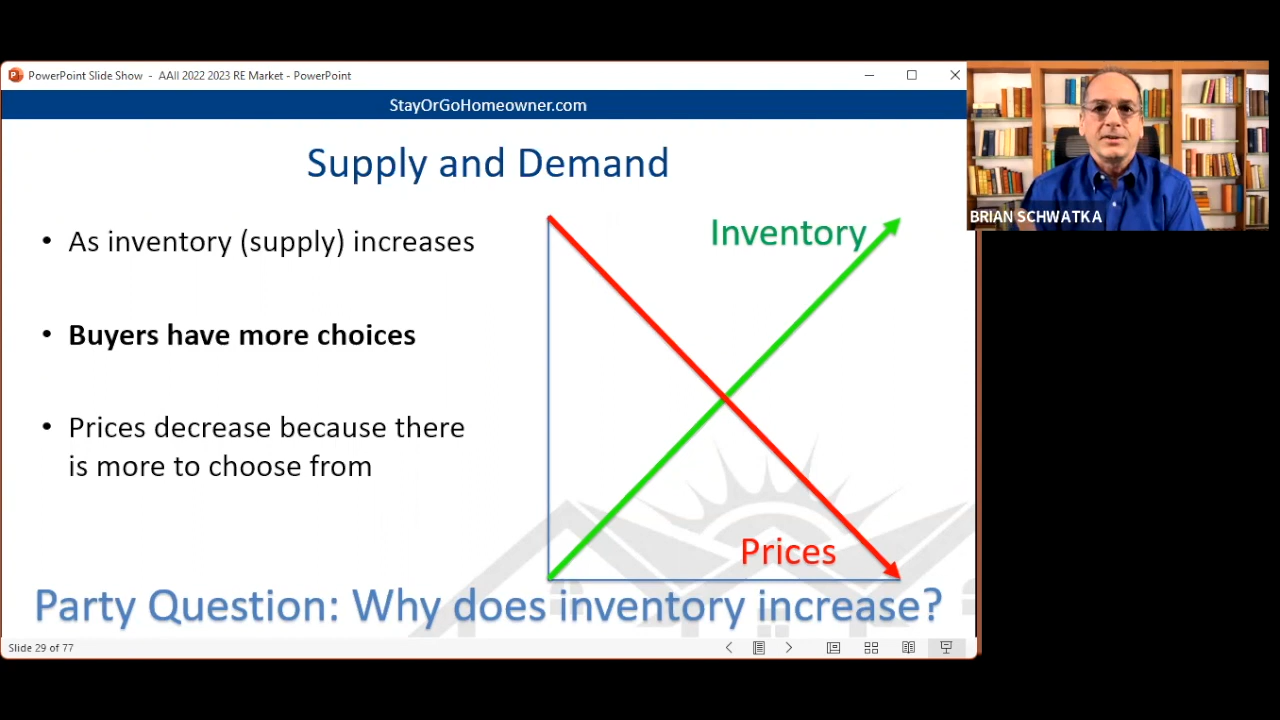 PowerPoint Slide Show - AAII 2022 2023 RE Market - PowerPoint
StayOrGoHomeowner.com
Supply and Demand
• As inventory (supply) increases
• Buyers have more choices
• Prices decrease because there
is more to choose from
Inventory
Prices
Party Question: Why does inventory increase?
Slide 29 of 77
BRIAN SCHWATKA